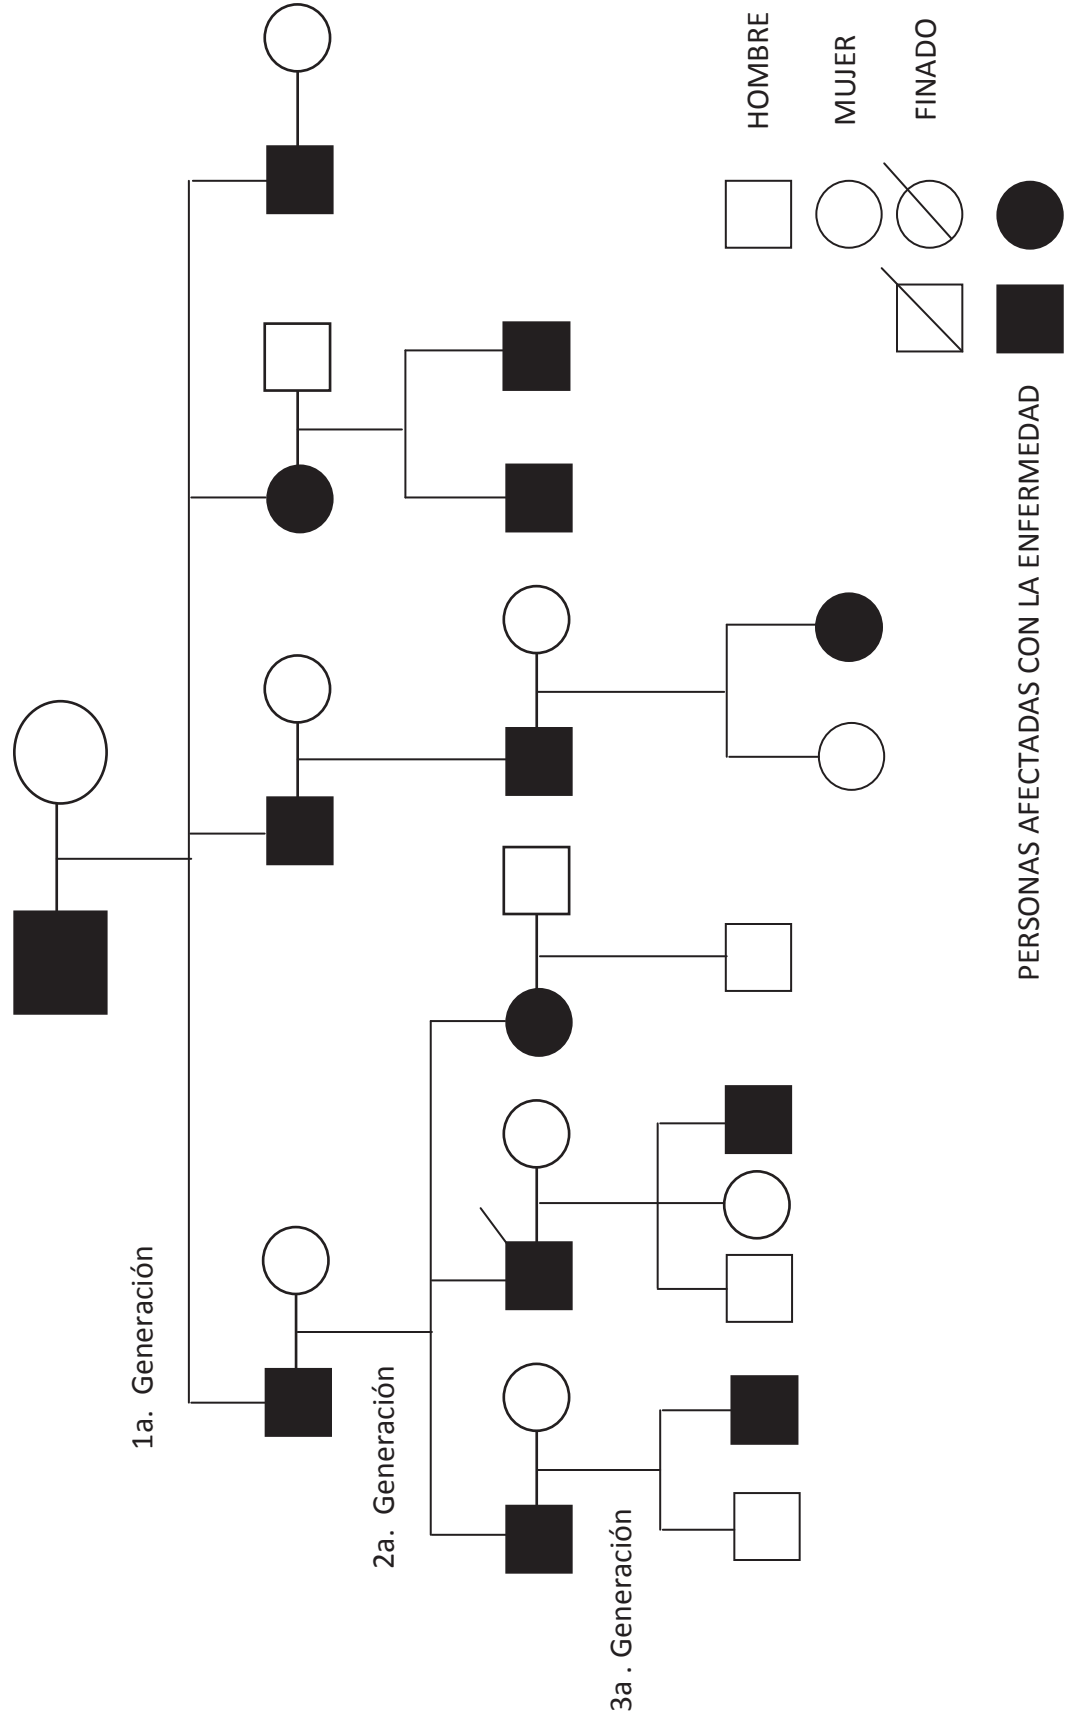 1a. Generación
2a. Generación
3a . Generación
HOMBRE
MUJER
FINADO
PERSONAS AFECTADAS CON LA ENFERMEDAD